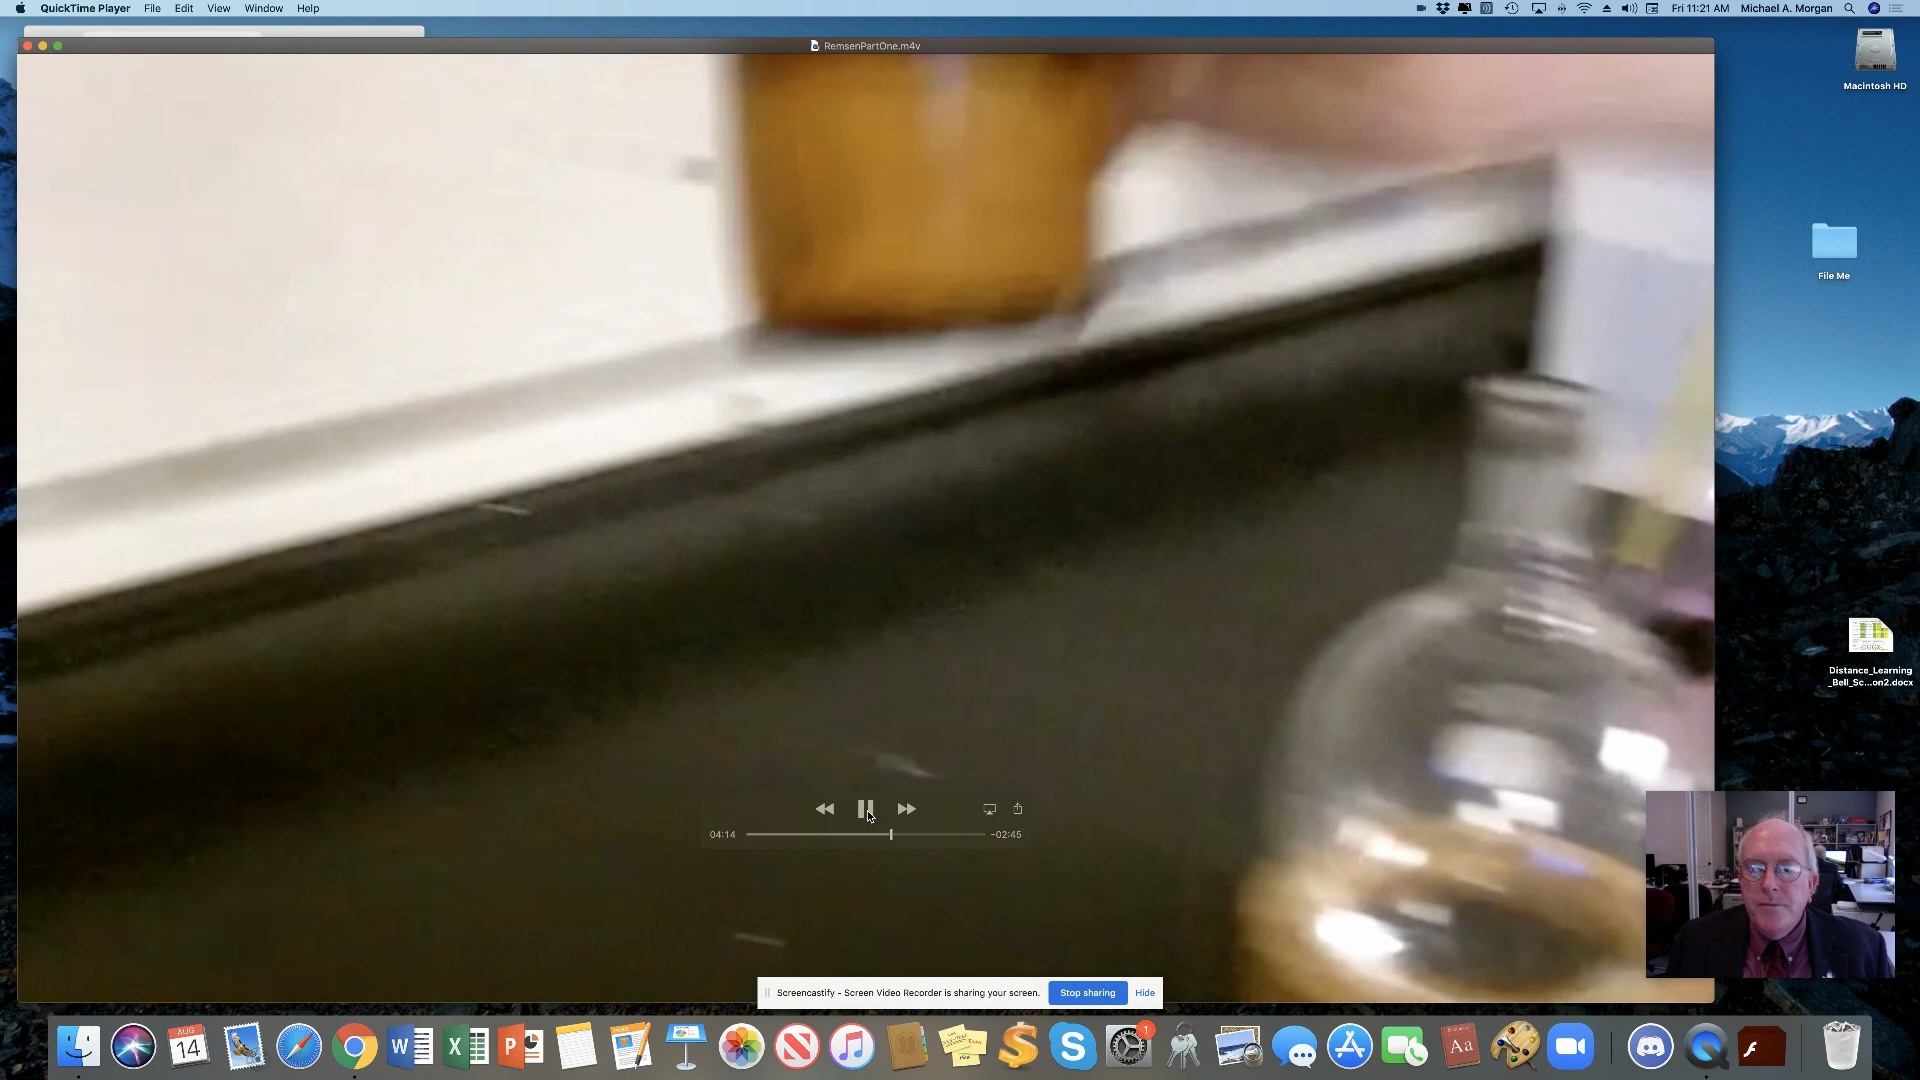 QuickTime Player File Edit View Window Help
Fri 11:21 AM Michael A. Morgan
RemsenPartOne.m4v
Macintosh HD
File Me
Distance_Learning
_Bell_Sc...on2.docx
04:14
-02:45
Screencastify - Screen Video Recorder is sharing your screen. Stop sharing Hide
AUG
14
W
X
P
1
Aa